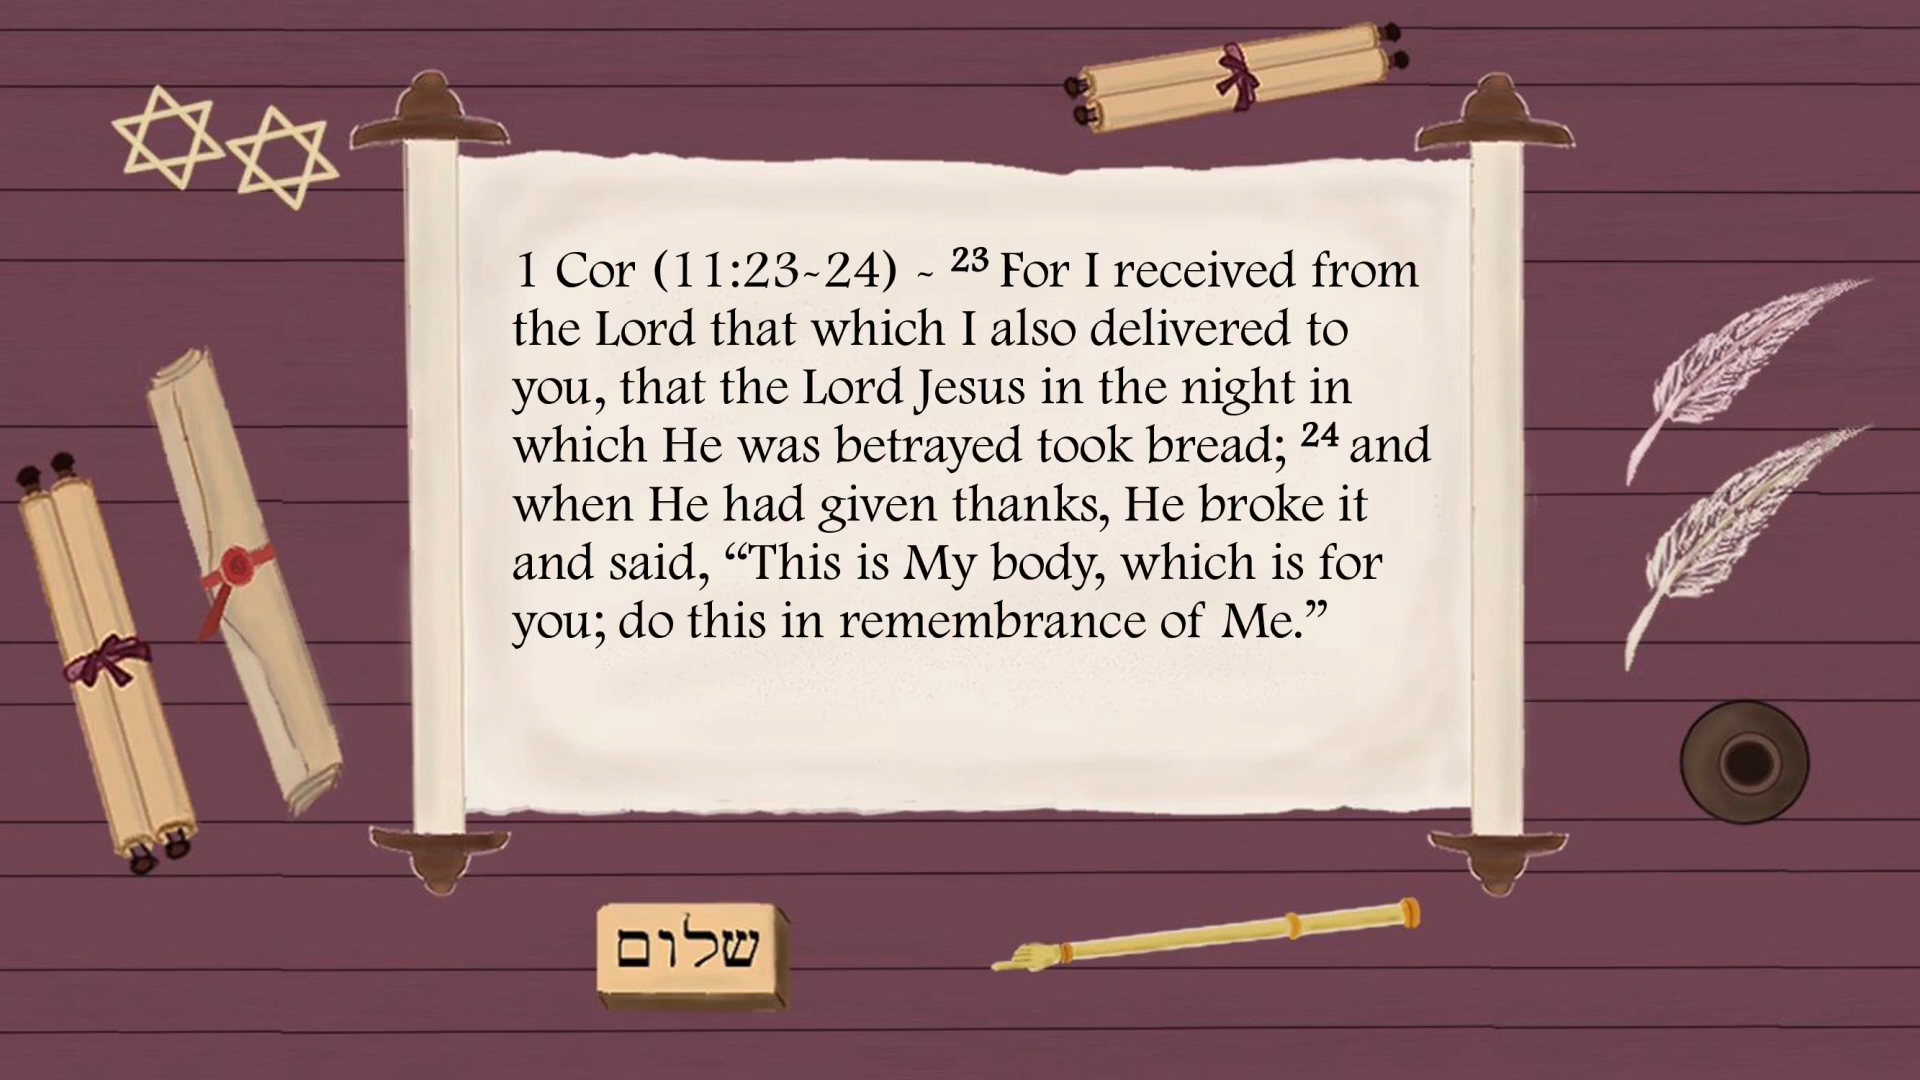 1 Cor (11:23-24) - 23 For I received from
the Lord that which I also delivered to
you, that the Lord Jesus in the night in
which He was betrayed took bread; 24 and
when He had given thanks, He broke it
and said, “This is My body, which is for
you; do this in remembrance of Me.”
שלום